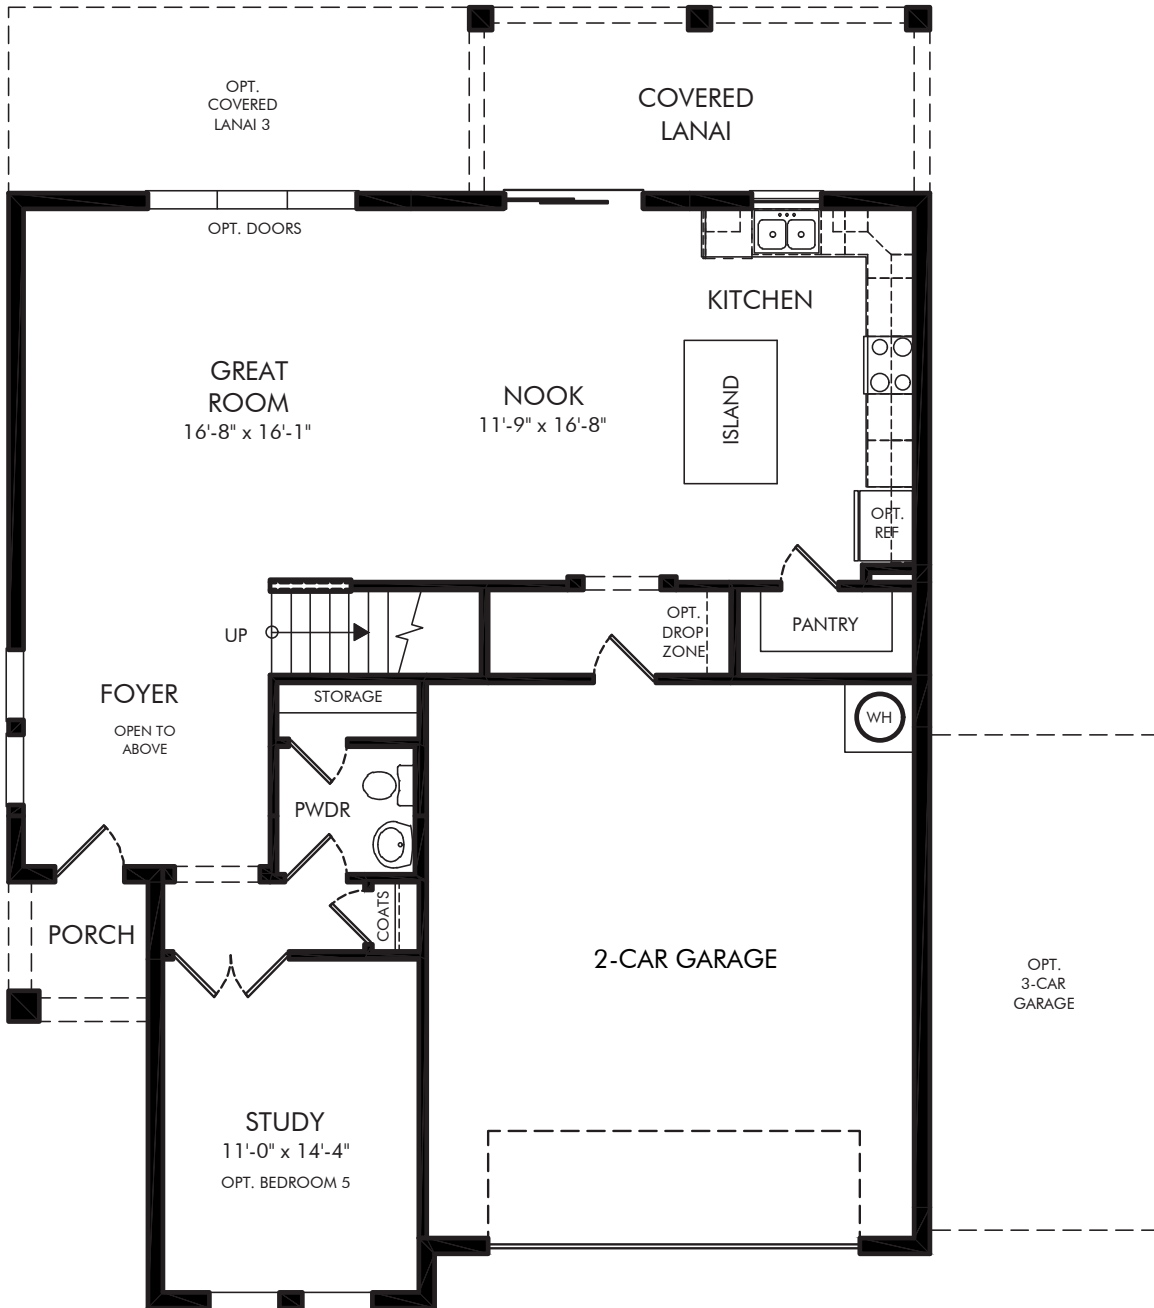 OPT.
COVERED
LANAI 3
COVERED
LANAI
OPT. DOORS
KITCHEN
GREAT
ROOM
16'-8" x 16'-1"
NOOK
11'-9" x 16'-8"
ISLAND
OPT.
REF
UP
OPT.
DROP
ZONE
PANTRY
FOYER
OPEN TO
ABOVE
STORAGE
WH
PWDR
COATS
PORCH
2-CAR GARAGE
OPT.
3-CAR
GARAGE
STUDY
11'-0" x 14'-4"
OPT. BEDROOM 5